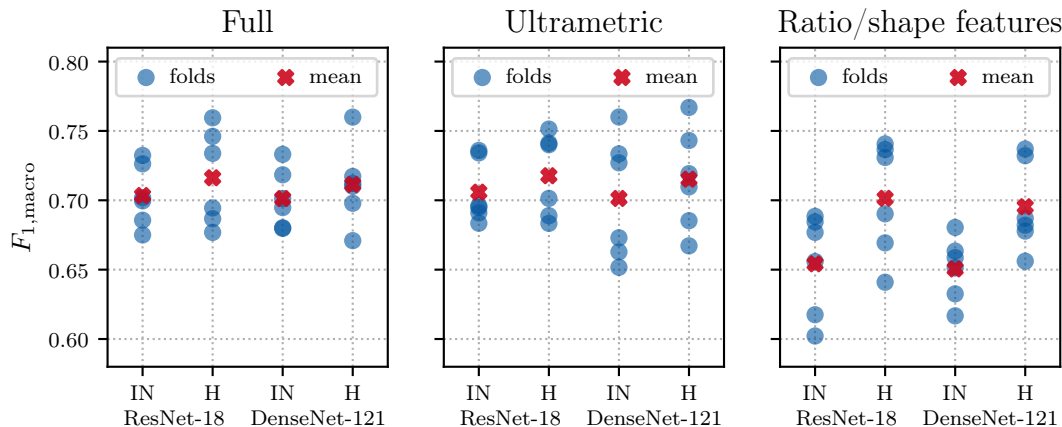 Full Ultrametric Ratio/shape features
folds mean folds mean folds mean
0.80
0.75
0.70
0.65
0.60
F1,macro
IN H IN H IN H IN H IN H IN H
ResNet-18 DenseNet-121 ResNet-18 DenseNet-121 ResNet-18 DenseNet-121